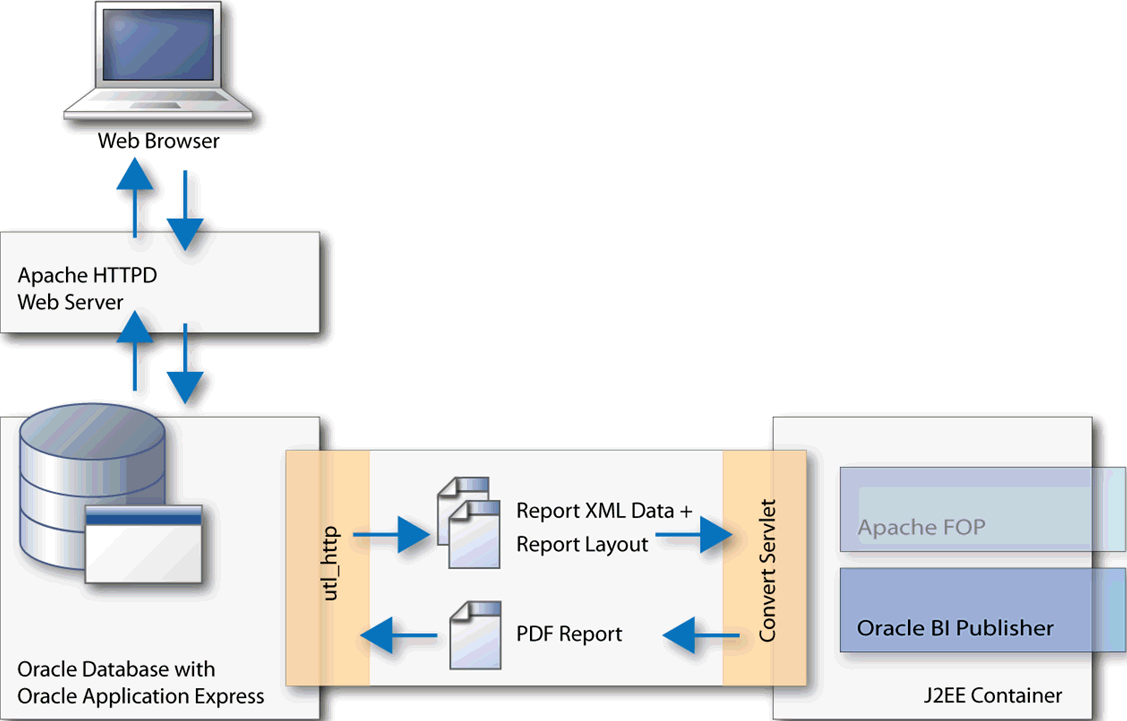 Web Browser
Apache HTTPD
Web Server
utl_http
Report XML Data +
Report Layout
PDF Report
Convert Servlet
Apache FOP
Oracle BI Publisher
Oracle Database with
Oracle Application Express
J2EE Container